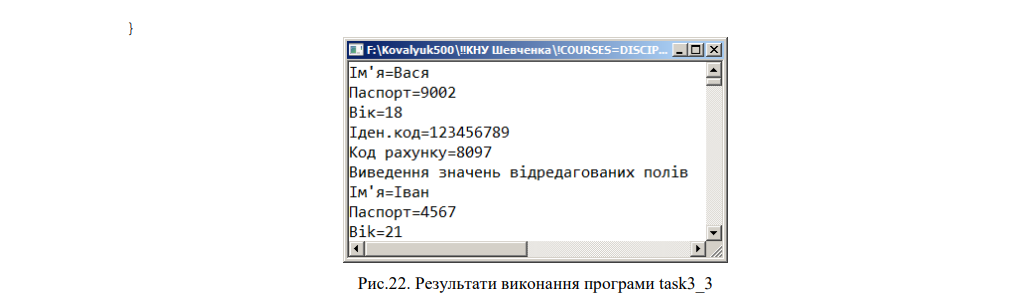 }
F:\Kovalyuk500\!!КНУ Шевченка\!COURSES=DISCIP...
Ім'я=Вася
Паспорт=9002
Вік=18
Іден.код=123456789
Код рахунку=8097
Виведення значень відредагованих полів
Ім'я=Іван
Паспорт=4567
Вік=21
Рис.22. Результати виконання програми task3_3